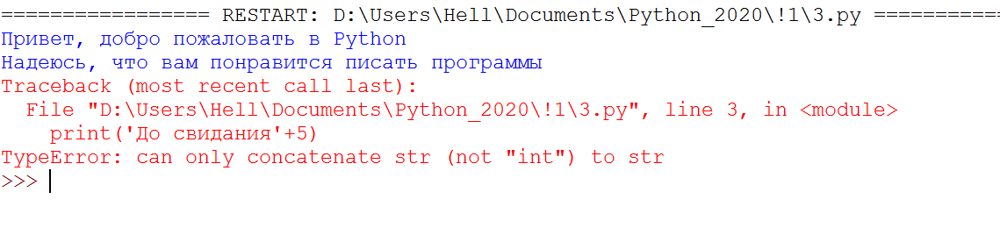 ================= RESTART: D:\Users\Hell\Documents\Python_2020\!1\3.py ===========
Привет, добро пожаловать в Python
Надеюсь, что вам понравится писать программы
Traceback (most recent call last):
  File "D:\Users\Hell\Documents\Python_2020\!1\3.py", line 3, in <module>
    print('До свидания'+5)
TypeError: can only concatenate str (not "int") to str
>>>